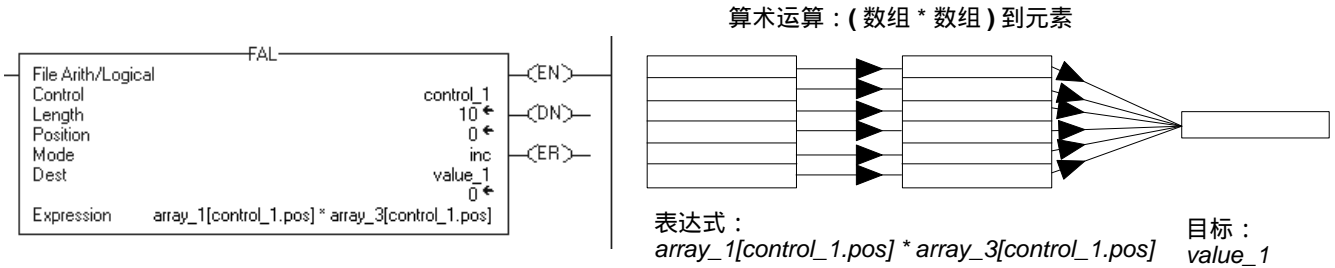 FAL
File Arith/Logical
Control control_1
Length 10
Position 0
Mode inc
Dest value_1
0
Expression array_1[control_1.pos] * array_3[control_1.pos]
EN
DN
ER
算术运算：( 数组 * 数组 ) 到元素
表达式：
array_1[control_1.pos] * array_3[control_1.pos]
目标：
value_1